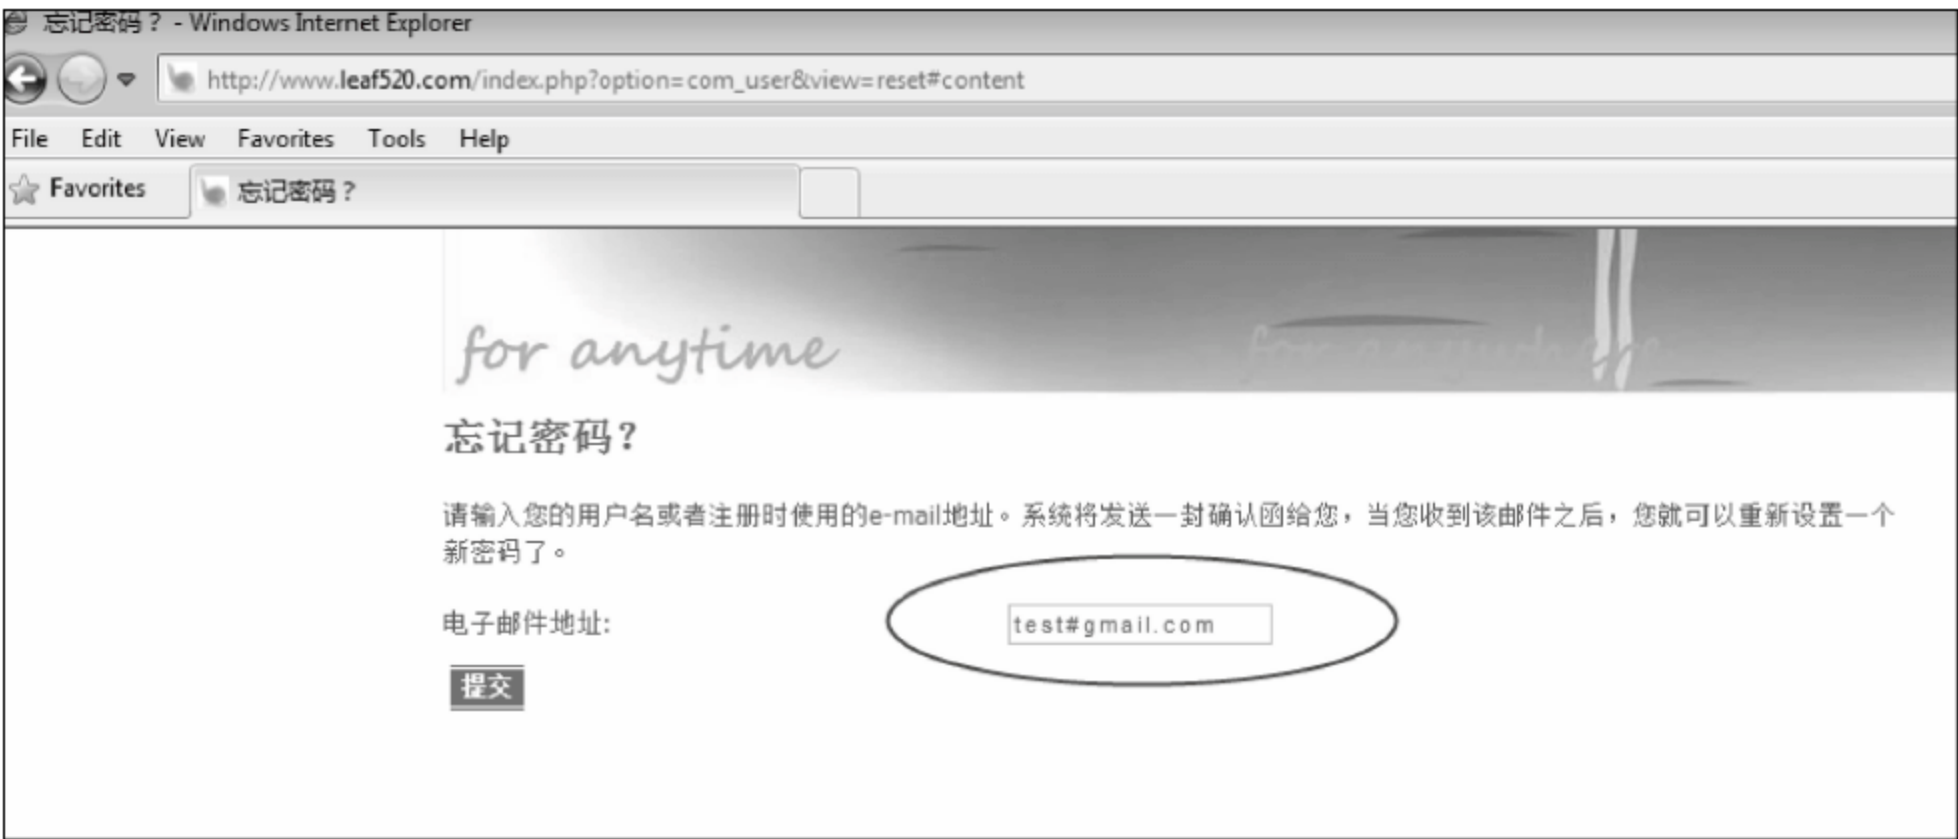 忘记密码？ - Windows Internet Explorer
http://www.leaf520.com/index.php?option=com_user&view=reset#content
File Edit View Favorites Tools Help
Favorites 忘记密码？
for anytime for anywhere
忘记密码？
请输入您的用户名或者注册时使用的e-mail地址。系统将发送一封确认函给您，当您收到该邮件之后，您就可以重新设置一个
新密码了。
电子邮件地址: test#gmail.com
提交